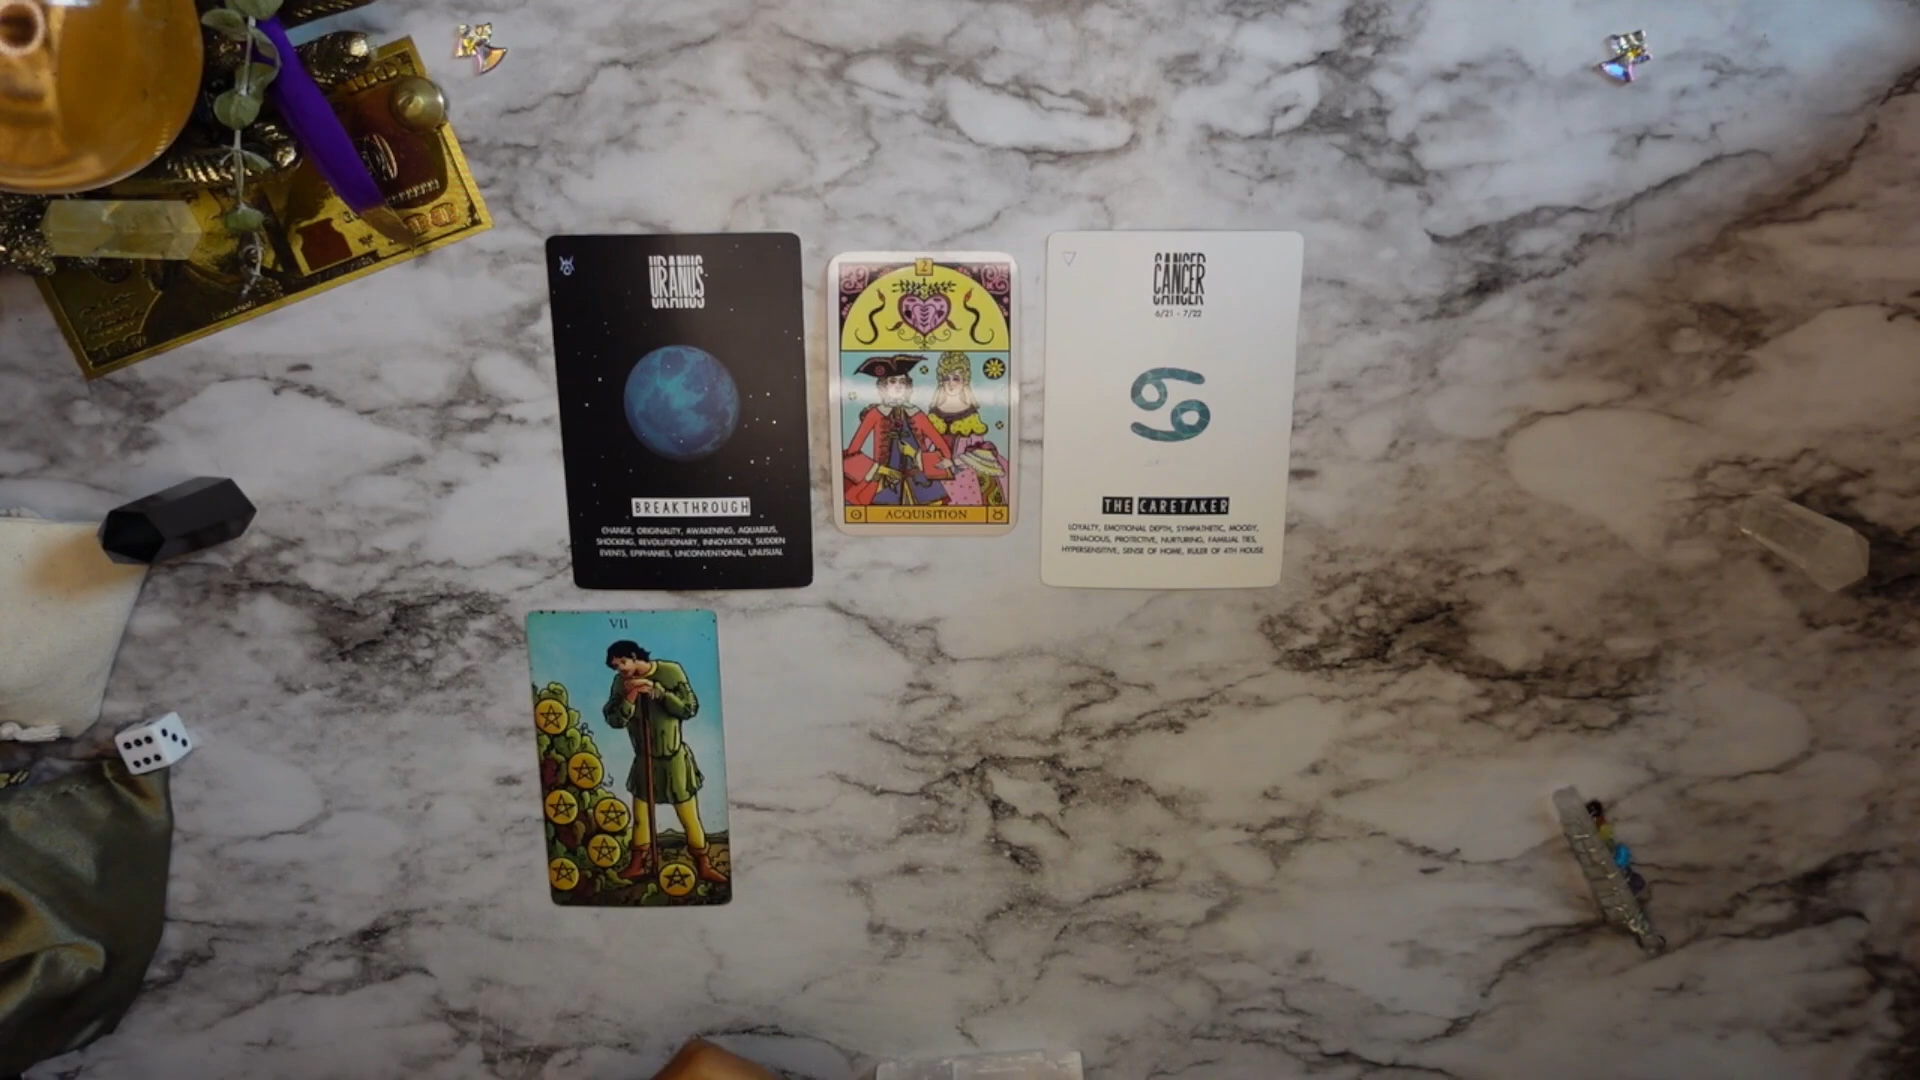 URANUS
BREAKTHROUGH
CHANGE, ORIGINALITY, AWAKENING, AQUARIUS,
SHOCKING, REVOLUTIONARY, INNOVATION, SUDDEN
EVENTS, EPIPHANIES, UNCONVENTIONAL, UNUSUAL
2
ACQUISITION
CANCER
6/21 - 7/22
THE CARETAKER
LOYALTY, EMOTIONAL DEPTH, SYMPATHETIC, MOODY,
TENACIOUS, PROTECTIVE, NURTURING, FAMILIAL TIES,
HYPERSENSITIVE, SENSE OF HOME, RULER OF 4TH HOUSE
VII